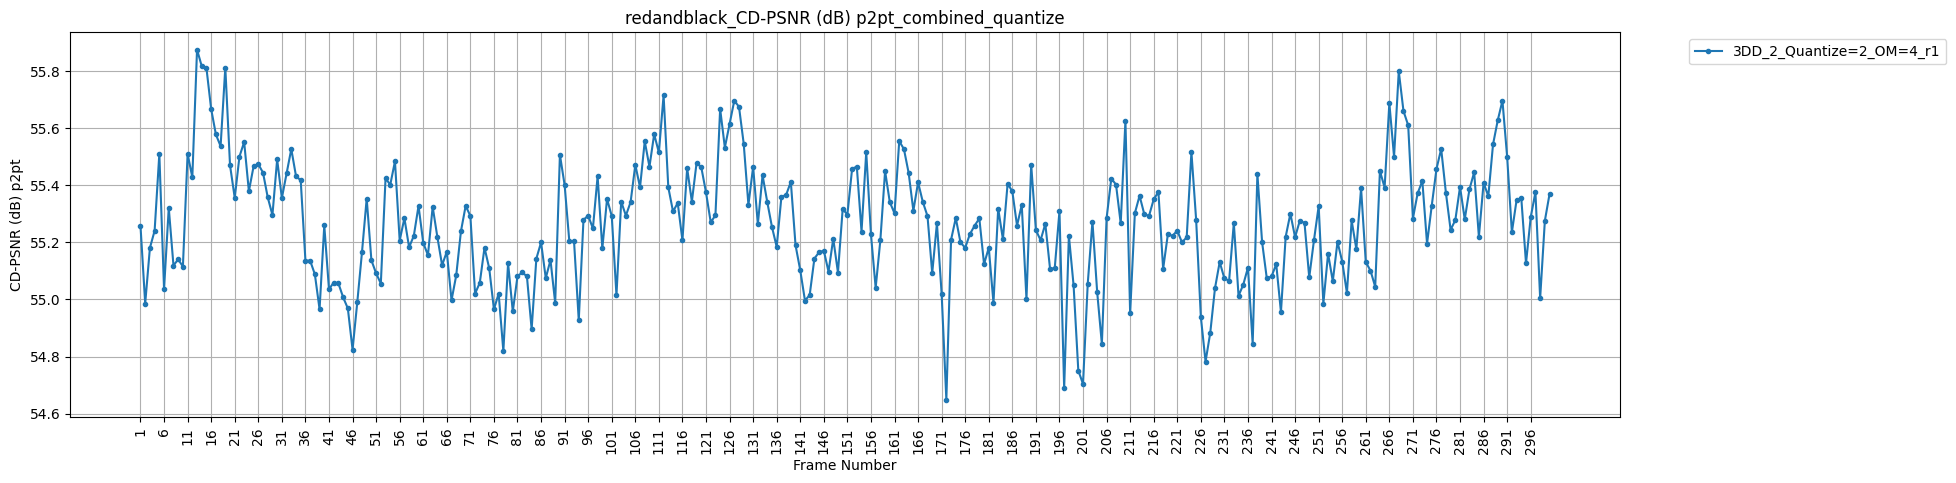 redandblack_CD-PSNR (dB) p2pt_combined_quantize
3DD_2_Quantize=2_OM=4_r1
CD-PSNR (dB) p2pt
55.8
55.6
55.4
55.2
55.0
54.8
54.6
1 6 11 16 21 26 31 36 41 46 51 56 61 66 71 76 81 86 91 96 101 106 111 116 121 126 131 136 141 146 151 156 161 166 171 176 181 186 191 196 201 206 211 216 221 226 231 236 241 246 251 256 261 266 271 276 281 286 291 296
Frame Number